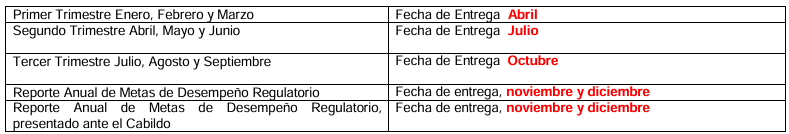 Primer Trimestre Enero, Febrero y Marzo Fecha de Entrega Abril
Segundo Trimestre Abril, Mayo y Junio Fecha de Entrega Julio
Tercer Trimestre Julio, Agosto y Septiembre Fecha de Entrega Octubre
Reporte Anual de Metas de Desempeño Regulatorio Fecha de entrega, noviembre y diciembre
Reporte Anual de Metas de Desempeño Regulatorio, Fecha de entrega, noviembre y diciembre
presentado ante el Cabildo